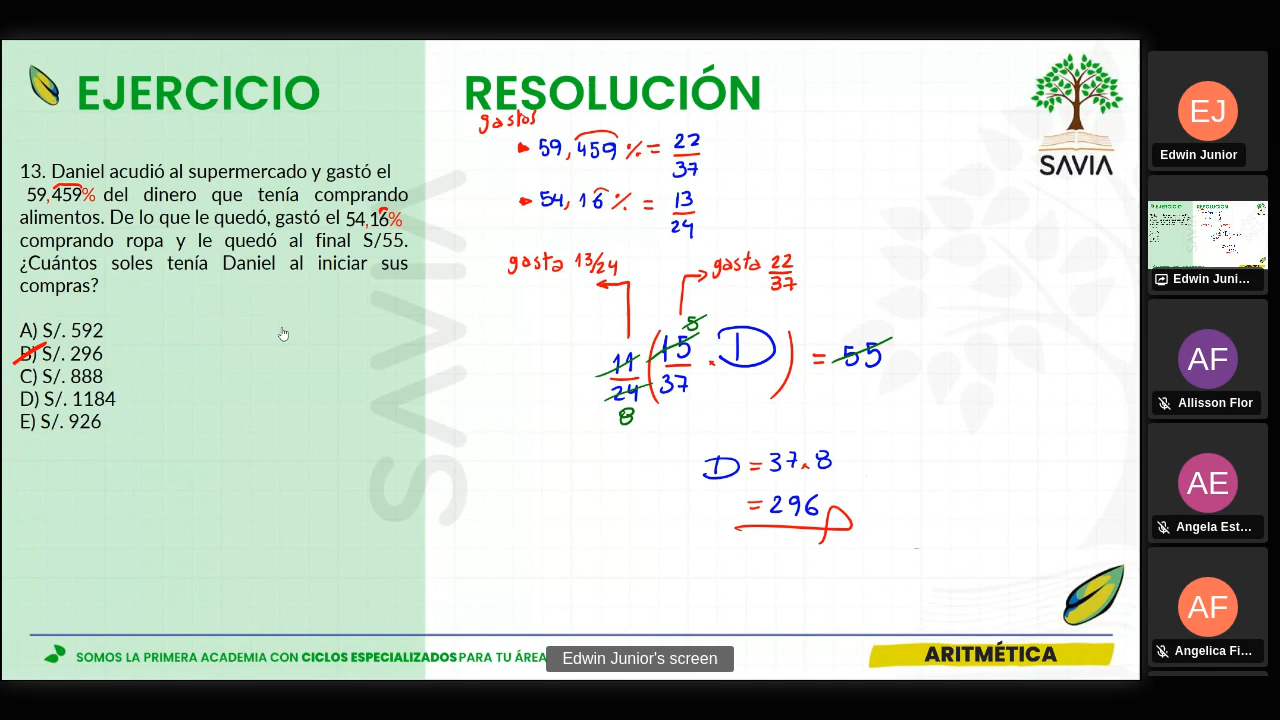 EJERCICIO
13. Daniel acudió al supermercado y gastó el
59,459% del dinero que tenía comprando
alimentos. De lo que le quedó, gastó el 54,16%
comprando ropa y le quedó al final S/55.
¿Cuántos soles tenía Daniel al iniciar sus
compras?
A) S/. 592
B) S/. 296
C) S/. 888
D) S/. 1184
E) S/. 926
RESOLUCIÓN
gastos
59,459 % = 22/37
54,16 % = 13/24
gasta 13/24
gasta 22/37
5
11/24 ( 15/37 . D ) = 55
8
D = 37.8
= 296
SAVIA
SAVIA
SOMOS LA PRIMERA ACADEMIA CON CICLOS ESPECIALIZADOS PARA TU ÁREA
Edwin Junior's screen
ARITMÉTICA
EJ
Edwin Junior
Edwin Juni...
AF
Allisson Flor
AE
Angela Est...
AF
Angelica Fi...